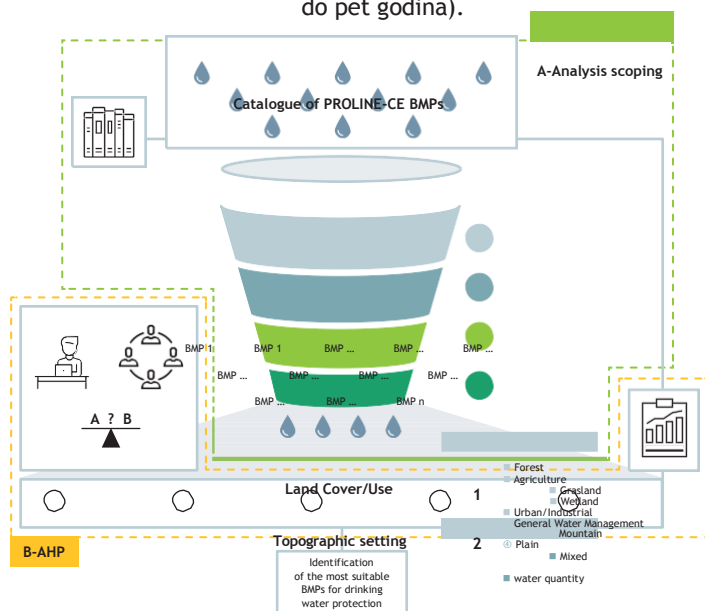 do pet godina).
A-Analysis scoping
Catalogue of PROLINE-CE BMPs
BMP 1
BMP 1
BMP ...
BMP ...
BMP ...
BMP ...
BMP ...
BMP ...
BMP ...
BMP ...
BMP ...
BMP n
A ? B
Forest
Agriculture
Land Cover/Use
1
Grasland
Wetland
Urban/Industrial
General Water Management
Mountain
Topographic setting
2
Plain
Mixed
B-AHP
Identification
of the most suitable
BMPs for drinking
water protection
water quantity